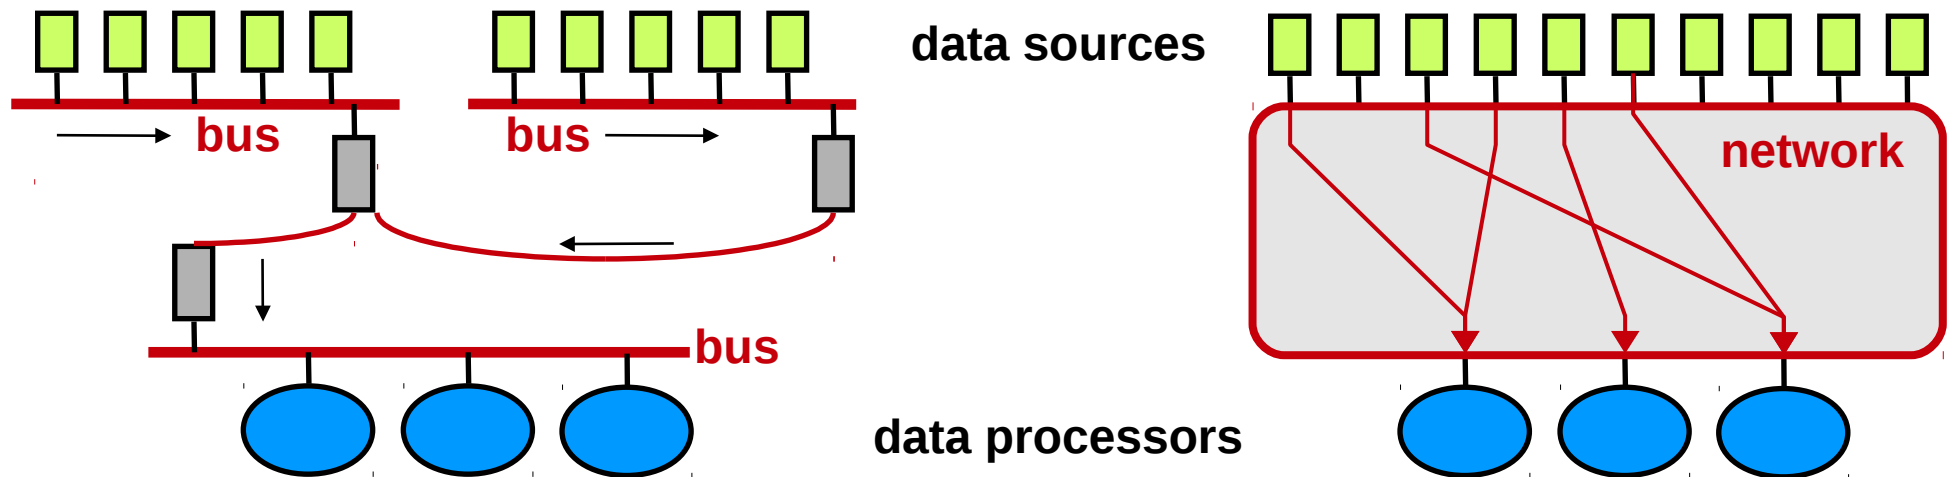 data sources
bus
bus
network
bus
data processors